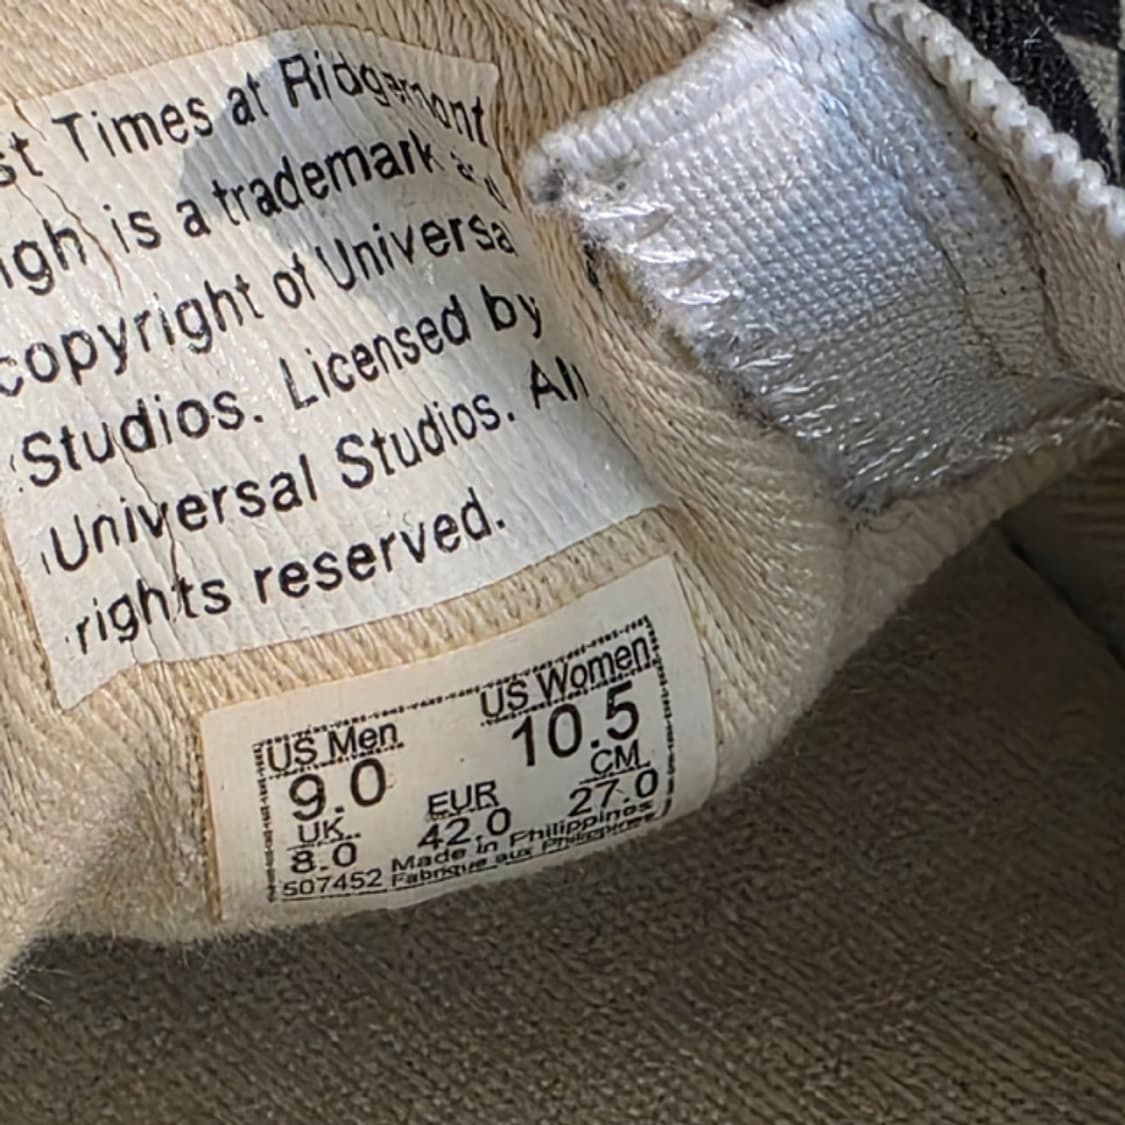 st Times at Ridgemont
igh is a trademark and
copyright of Universa
Studios. Licensed by
Universal Studios. All
rights reserved.
US Men US Women
9.0 10.5
UK EUR CM
8.0 42.0 27.0
507452 Made in Philippines
Fabrique aux Philippines